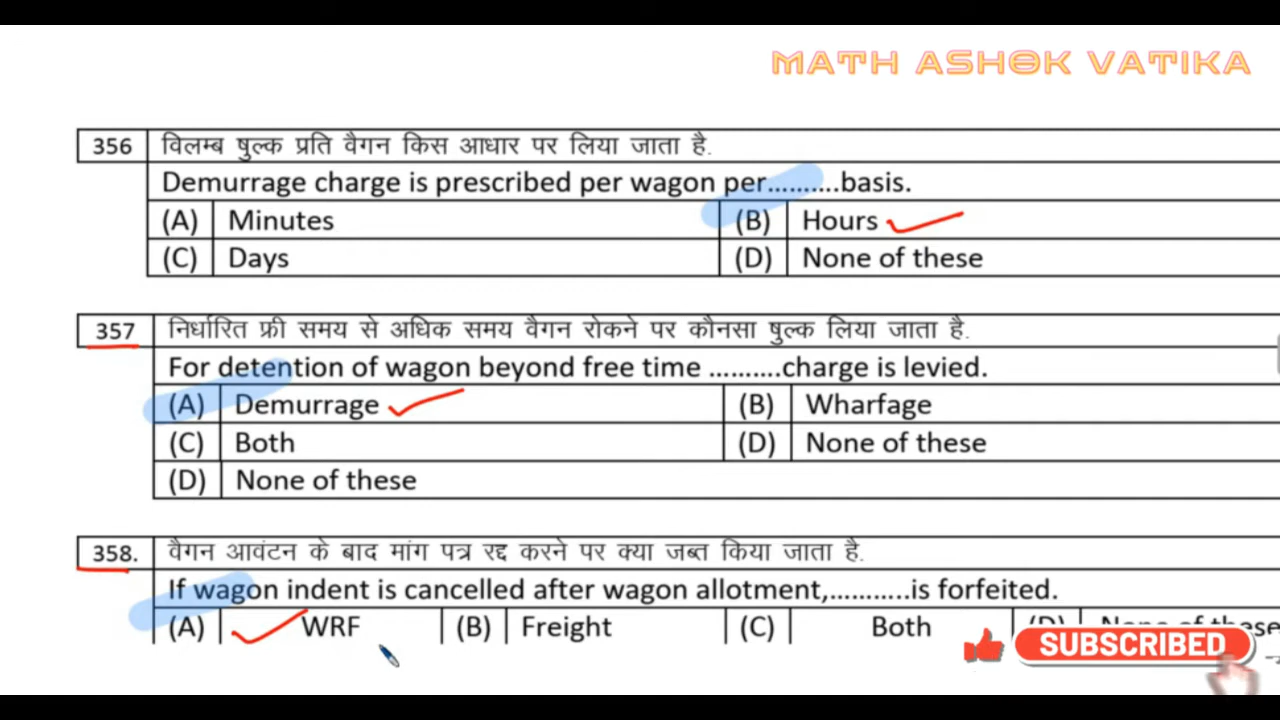 MATH ASHOK VATIKA
356 विलम्ब षुल्क प्रति वैगन किस आधार पर लिया जाता है.
Demurrage charge is prescribed per wagon per..........basis.
(A) Minutes (B) Hours
(C) Days (D) None of these
357 निर्धारित फ्री समय से अधिक समय वैगन रोकने पर कौनसा षुल्क लिया जाता है.
For detention of wagon beyond free time ..........charge is levied.
(A) Demurrage (B) Wharfage
(C) Both (D) None of these
(D) None of these
358. वैगन आवंटन के बाद मांग पत्र रद्द करने पर क्या जब्त किया जाता है.
If wagon indent is cancelled after wagon allotment,...........is forfeited.
(A) WRF (B) Freight (C) Both (D) None of these
SUBSCRIBED